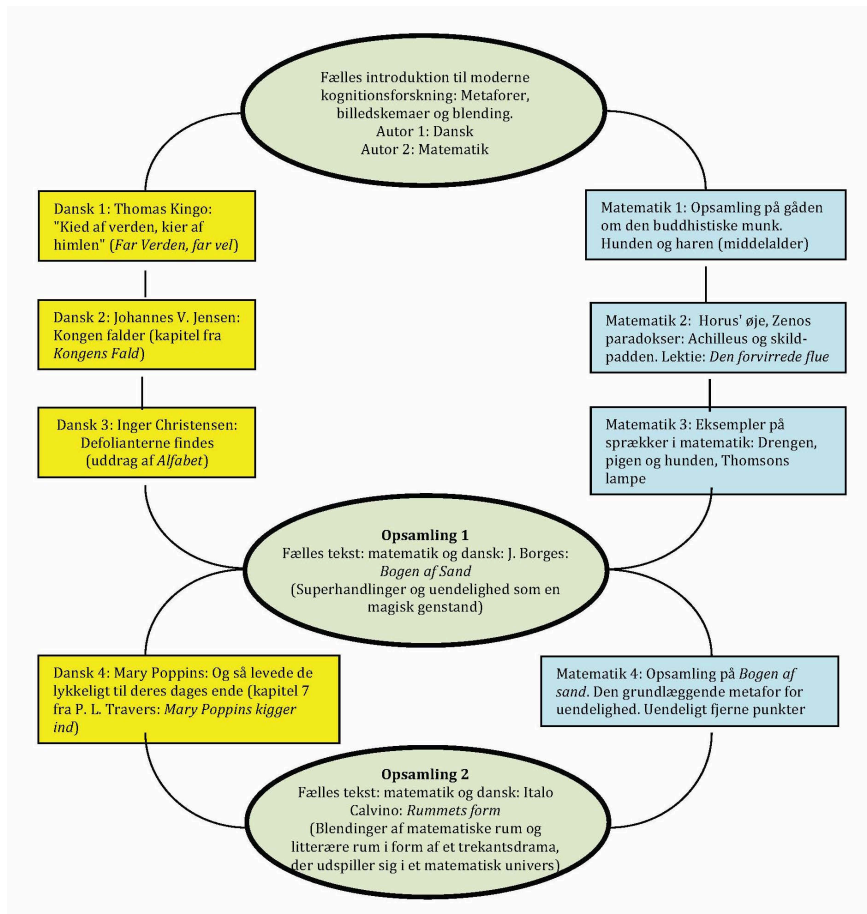 Fælles introduktion til moderne
kognitionsforskning: Metaforer,
billedskemaer og blending.
Autor 1: Dansk
Autor 2: Matematik
Dansk 1: Thomas Kingo:
"Kied af verden, kier af
himlen" (Far Verden, far vel)
Matematik 1: Opsamling på gåden
om den buddhistiske munk.
Hunden og haren (middelalder)
Dansk 2: Johannes V. Jensen:
Kongen falder (kapitel fra
Kongens Fald)
Matematik 2: Horus' øje, Zenos
paradokser: Achilleus og skild-
padden. Lektie: Den forvirrede flue
Dansk 3: Inger Christensen:
Defolianterne findes
(uddrag af Alfabet)
Matematik 3: Eksempler på
sprækker i matematik: Drengen,
pigen og hunden, Thomsons
lampe
Opsamling 1
Fælles tekst: matematik og dansk: J. Borges:
Bogen af Sand
(Superhandlinger og uendelighed som en
magisk genstand)
Dansk 4: Mary Poppins: Og så levede de
lykkeligt til deres dages ende (kapitel 7
fra P. L. Travers: Mary Poppins kigger
ind)
Matematik 4: Opsamling på Bogen af
sand. Den grundlæggende metafor for
uendelighed. Uendeligt fjerne punkter
Opsamling 2
Fælles tekst: matematik og dansk: Italo
Calvino: Rummets form
(Blendinger af matematiske rum og
litterære rum i form af et trekantsdrama,
der udspiller sig i et matematisk univers)